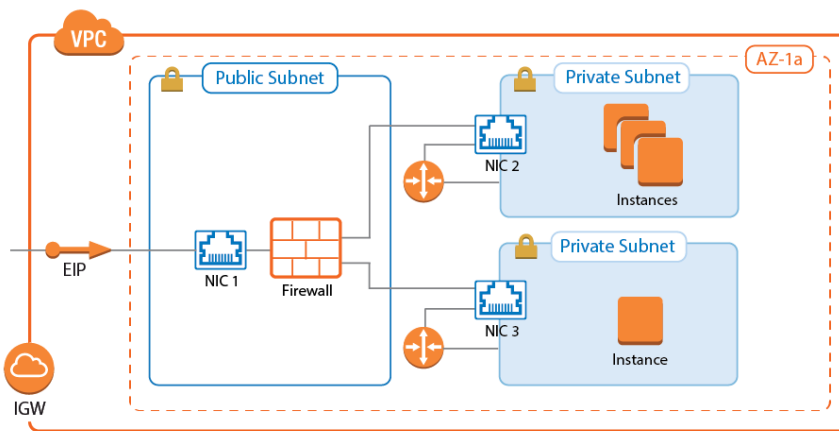 VPC
AZ-1a
Public Subnet
Private Subnet
NIC 2
Instances
EIP
NIC 1
Firewall
Private Subnet
NIC 3
Instance
IGW